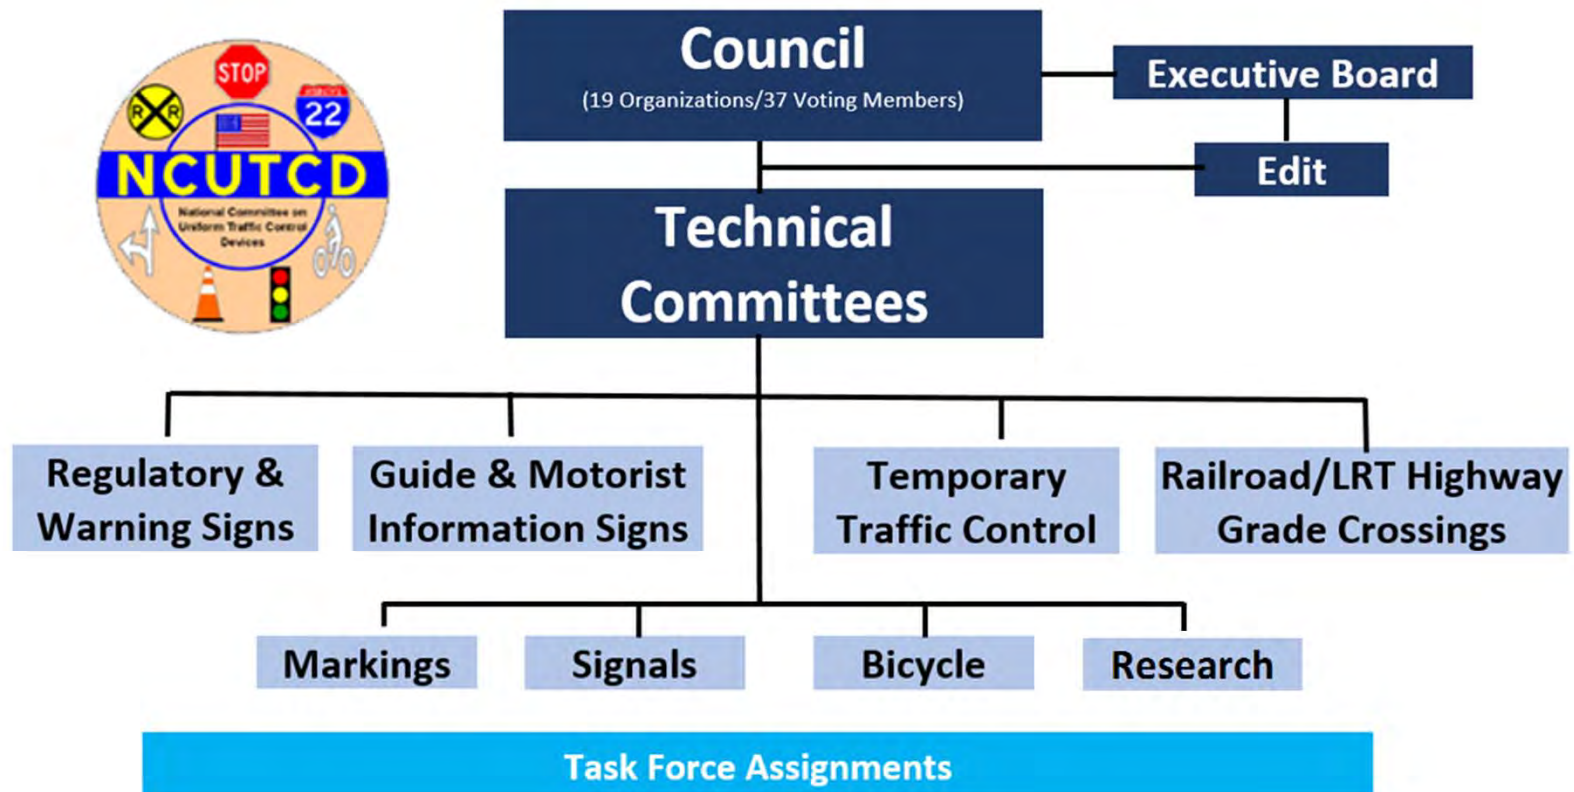 STOP
R R
22
NCUTCD
National Committee on
Uniform Traffic Control
Devices
Council
(19 Organizations/37 Voting Members)
Executive Board
Edit
Technical
Committees
Regulatory &
Warning Signs
Guide & Motorist
Information Signs
Temporary
Traffic Control
Railroad/LRT Highway
Grade Crossings
Markings
Signals
Bicycle
Research
Task Force Assignments